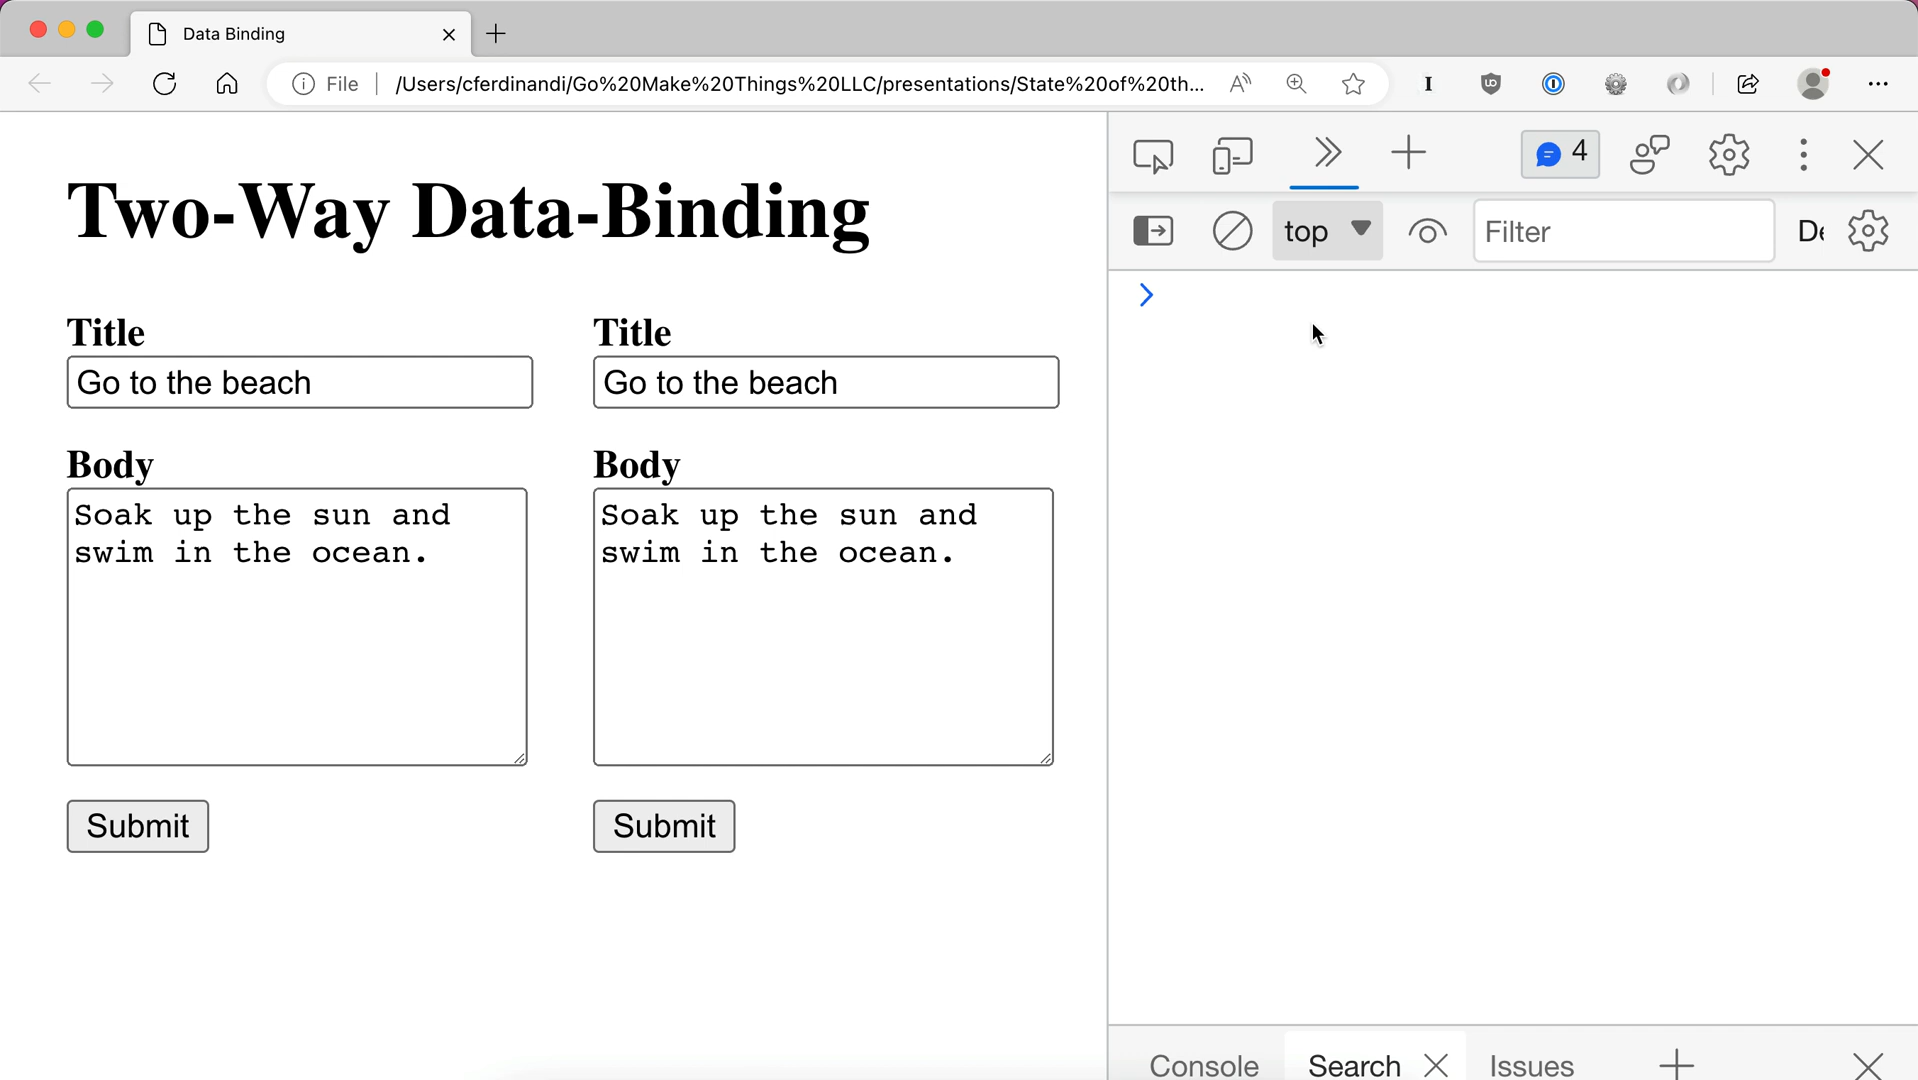 Data Binding
File
/Users/cferdinandi/Go%20Make%20Things%20LLC/presentations/State%20of%20th...
4
top
Filter
De
Two-Way Data-Binding
Title
Go to the beach
Body
Soak up the sun and
swim in the ocean.
Submit
Title
Go to the beach
Body
Soak up the sun and
swim in the ocean.
Submit
Console
Search
Issues